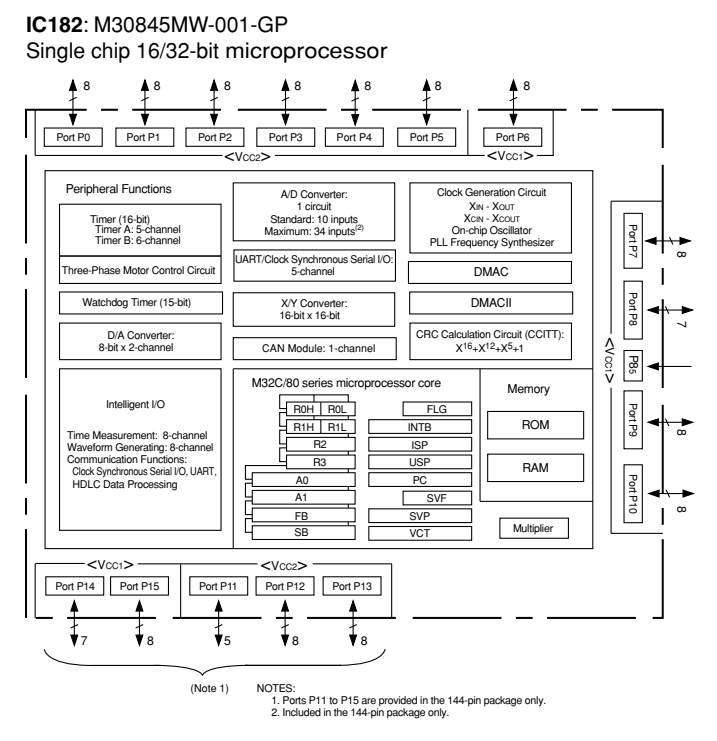 IC182: M30845MW-001-GP
Single chip 16/32-bit microprocessor
8 8 8 8 8 8 8
Port P0 Port P1 Port P2 Port P3 Port P4 Port P5 Port P6
<VCC2> <VCC1>
Peripheral Functions
Timer (16-bit)
Timer A: 5-channel
Timer B: 6-channel
Three-Phase Motor Control Circuit
Watchdog Timer (15-bit)
D/A Converter:
8-bit x 2-channel
Intelligent I/O
Time Measurement: 8-channel
Waveform Generating: 8-channel
Communication Functions:
Clock Synchronous Serial I/O, UART,
HDLC Data Processing
A/D Converter:
1 circuit
Standard: 10 inputs
Maximum: 34 inputs(2)
UART/Clock Synchronous Serial I/O:
5-channel
X/Y Converter:
16-bit x 16-bit
CAN Module: 1-channel
Clock Generation Circuit
XIN - XOUT
XCIN - XCOUT
On-chip Oscillator
PLL Frequency Synthesizer
DMAC
DMACII
CRC Calculation Circuit (CCITT):
X16+X12+X5+1
M32C/80 series microprocessor core
R0H R0L
R1H R1L
R2
R3
A0
A1
FB
SB
FLG
INTB
ISP
USP
PC
SVF
SVP
VCT
Memory
ROM
RAM
Multiplier
<VCC1>
Port P7
8
Port P8
7
P85
Port P9
8
Port P10
8
<VCC1> <VCC2>
Port P14 Port P15 Port P11 Port P12 Port P13
7 8 5 8 8
(Note 1)
NOTES:
1. Ports P11 to P15 are provided in the 144-pin package only.
2. Included in the 144-pin package only.